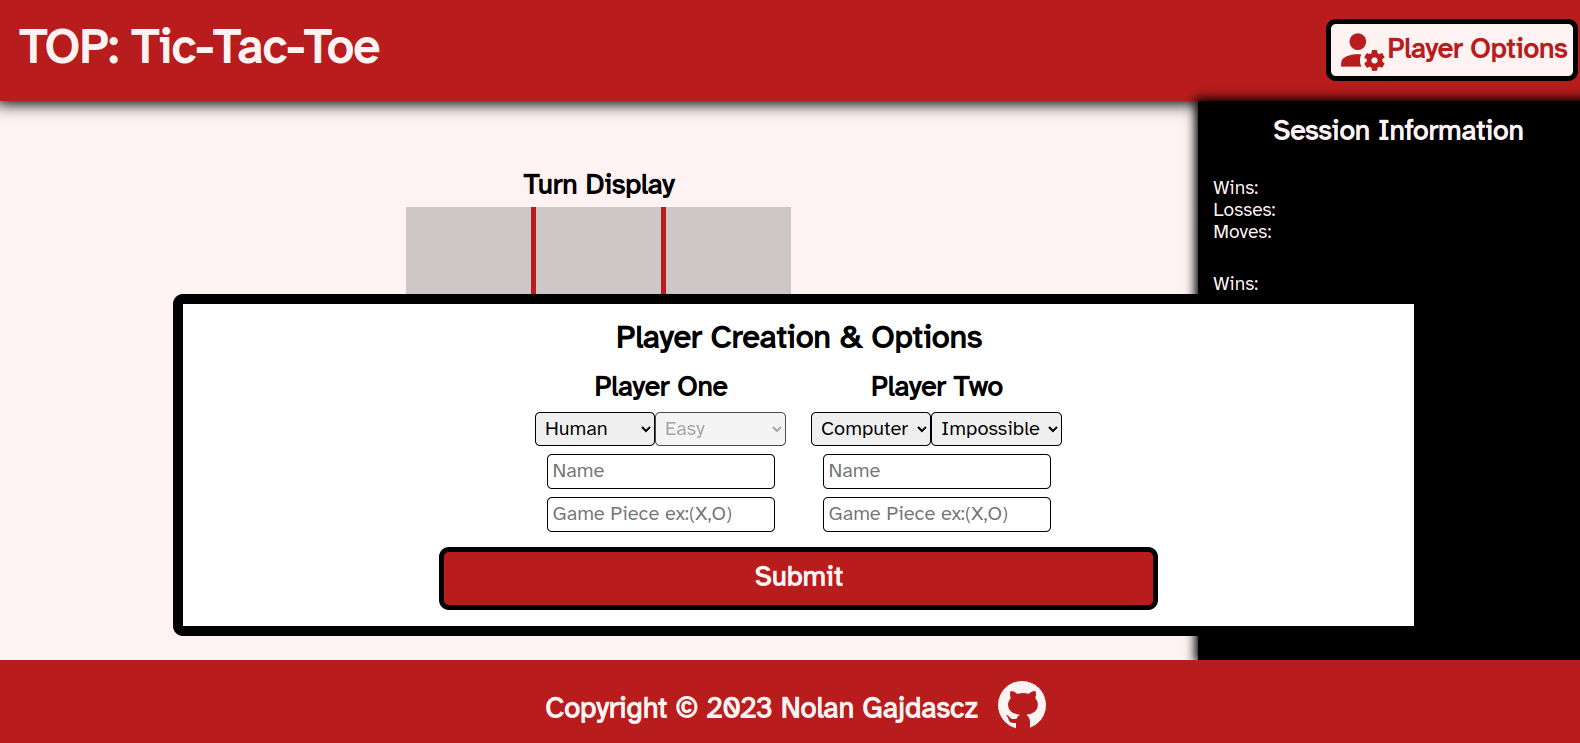 TOP: Tic-Tac-Toe
Player Options
Session Information
Turn Display
Wins:
Losses:
Moves:
Wins:
Player Creation & Options
Player One
Player Two
Human
Easy
Computer
Impossible
Name
Name
Game Piece ex:(X,O)
Game Piece ex:(X,O)
Submit
Copyright © 2023 Nolan Gajdascz